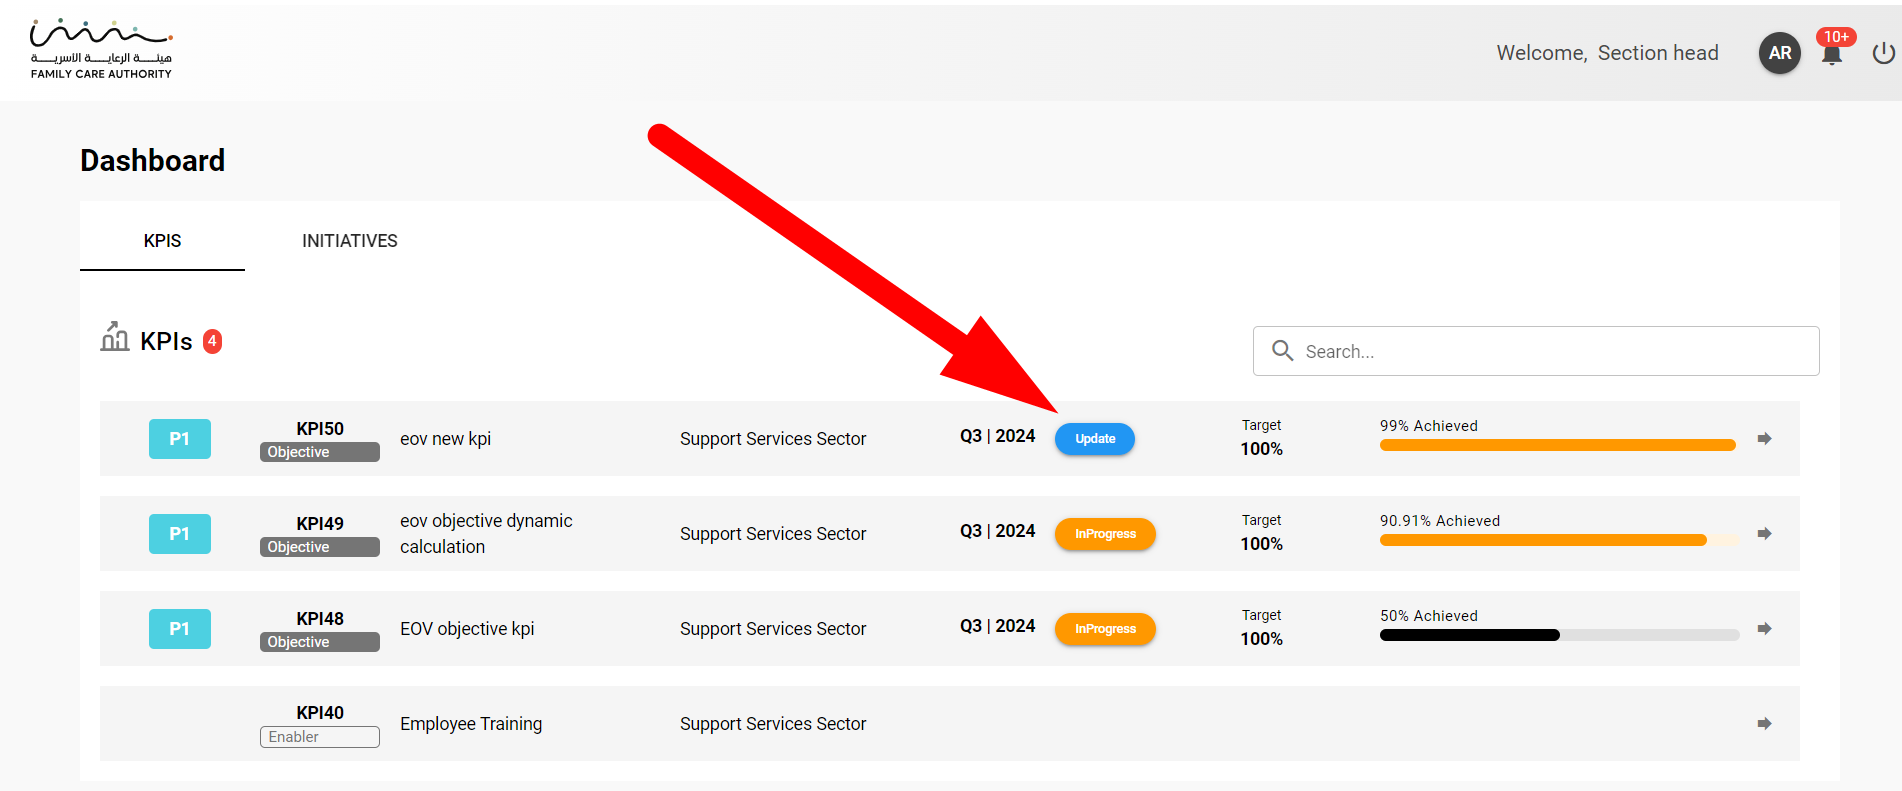 هيئة الرعاية الأسرية
FAMILY CARE AUTHORITY
Welcome, Section head
AR
10+
Dashboard
KPIS
INITIATIVES
KPIs 4
Search...
P1
KPI50
Objective
eov new kpi
Support Services Sector
Q3 | 2024
Update
Target
100%
99% Achieved
P1
KPI49
Objective
eov objective dynamic
calculation
Support Services Sector
Q3 | 2024
InProgress
Target
100%
90.91% Achieved
P1
KPI48
Objective
EOV objective kpi
Support Services Sector
Q3 | 2024
InProgress
Target
100%
50% Achieved
KPI40
Enabler
Employee Training
Support Services Sector